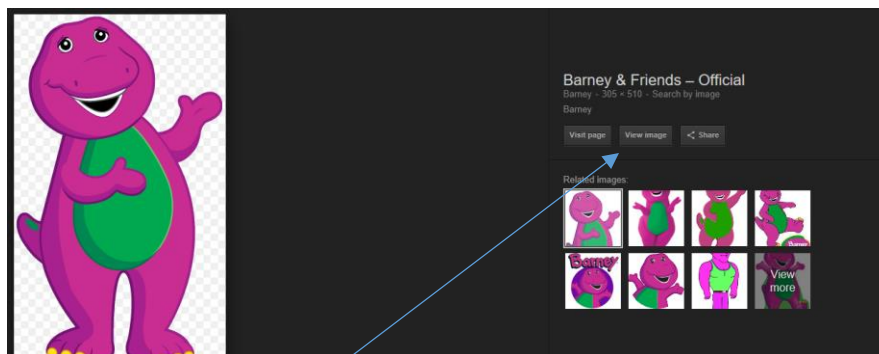 Barney & Friends – Official
Barney - 305 × 510 - Search by image
Barney
Visit page View image Share
Related images:
Barney
Barney
View
more